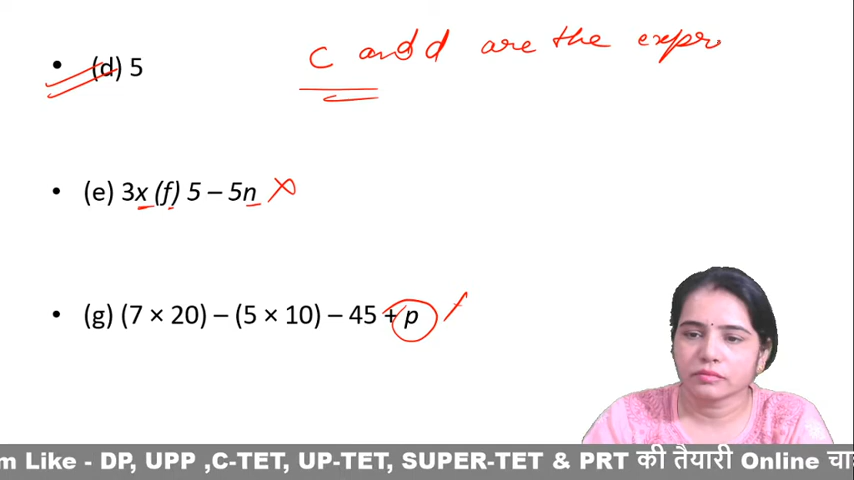 c and d are the expr
• (d) 5
• (e) 3x (f) 5 – 5n
• (g) (7 × 20) – (5 × 10) – 45 + p
m Like - DP, UPP ,C-TET, UP-TET, SUPER-TET & PRT की तैयारी Online चा